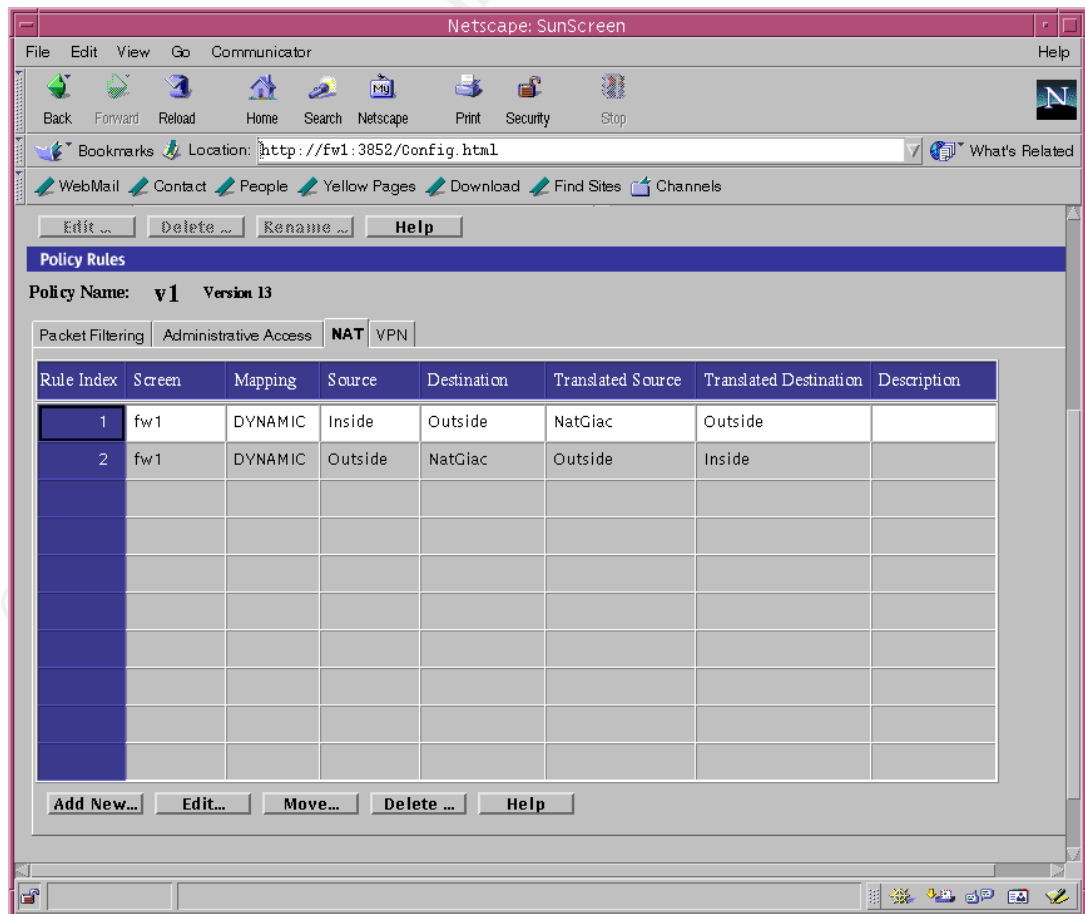 Netscape: SunScreen
File Edit View Go Communicator Help
Back Forward Reload Home Search Netscape Print Security Stop
My
N
Bookmarks Location: http://fw1:3852/Config.html What's Related
WebMail Contact People Yellow Pages Download Find Sites Channels
Edit ... Delete ... Rename ... Help
Policy Rules
Policy Name: v1 Version 13
Packet Filtering Administrative Access NAT VPN
Rule Index Screen Mapping Source Destination Translated Source Translated Destination Description
1 fw1 DYNAMIC Inside Outside NatGiac Outside
2 fw1 DYNAMIC Outside NatGiac Outside Inside
Add New... Edit... Move... Delete ... Help